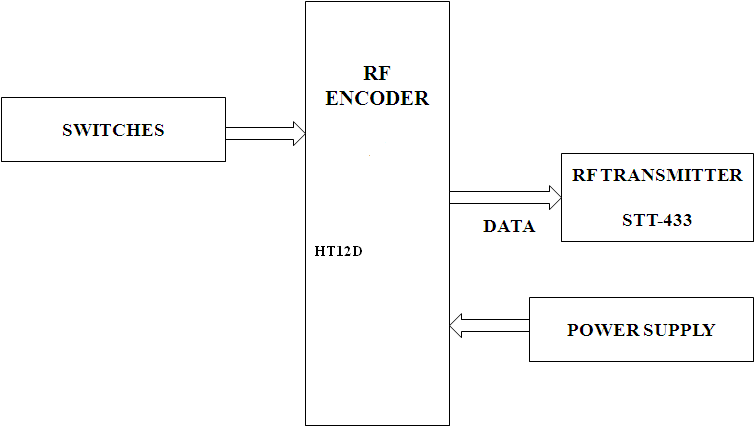 RF
ENCODER
SWITCHES
RF TRANSMITTER
STT-433
DATA
HT12D
POWER SUPPLY